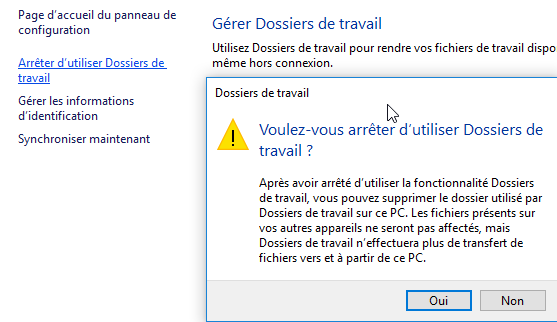 Page d'accueil du panneau de
configuration
Arrêter d'utiliser Dossiers de
travail
Gérer les informations
d'identification
Synchroniser maintenant
Gérer Dossiers de travail
Utilisez Dossiers de travail pour rendre vos fichiers de travail dispo
même hors connexion.
Dossiers de travail
Voulez-vous arrêter d'utiliser Dossiers de
travail ?
Après avoir arrêté d'utiliser la fonctionnalité Dossiers
de travail, vous pouvez supprimer le dossier utilisé par
Dossiers de travail sur ce PC. Les fichiers présents sur
vos autres appareils ne seront pas affectés, mais
Dossiers de travail n'effectuera plus de transfert de
fichiers vers et à partir de ce PC.
Oui
Non